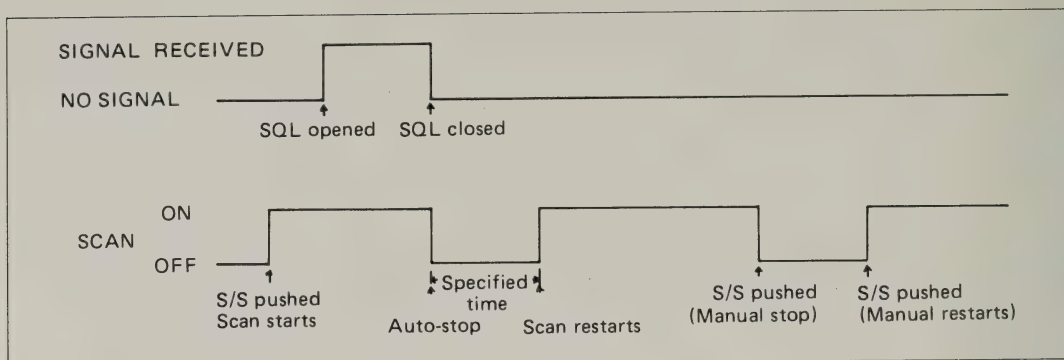 SIGNAL RECEIVED
NO SIGNAL
SQL opened
SQL closed
SCAN
ON
OFF
S/S pushed
Scan starts
Specified
time
Auto-stop
Scan restarts
S/S pushed
(Manual stop)
S/S pushed
(Manual restarts)